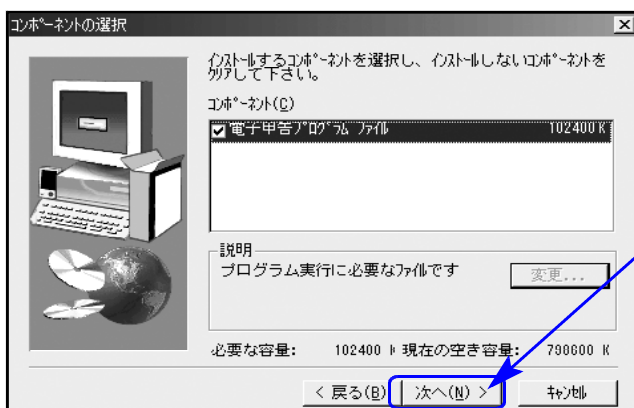 コンポーネントの選択
インストールするコンポーネントを選択し、インストールしないコンポーネントを
クリアして下さい。
コンポーネント(C)
電子申告プログラム ファイル 102400 K
説明
プログラム実行に必要なファイルです
変更...
必要な容量: 102400 K 現在の空き容量: 790600 K
< 戻る(B) 次へ(N) > キャンセル